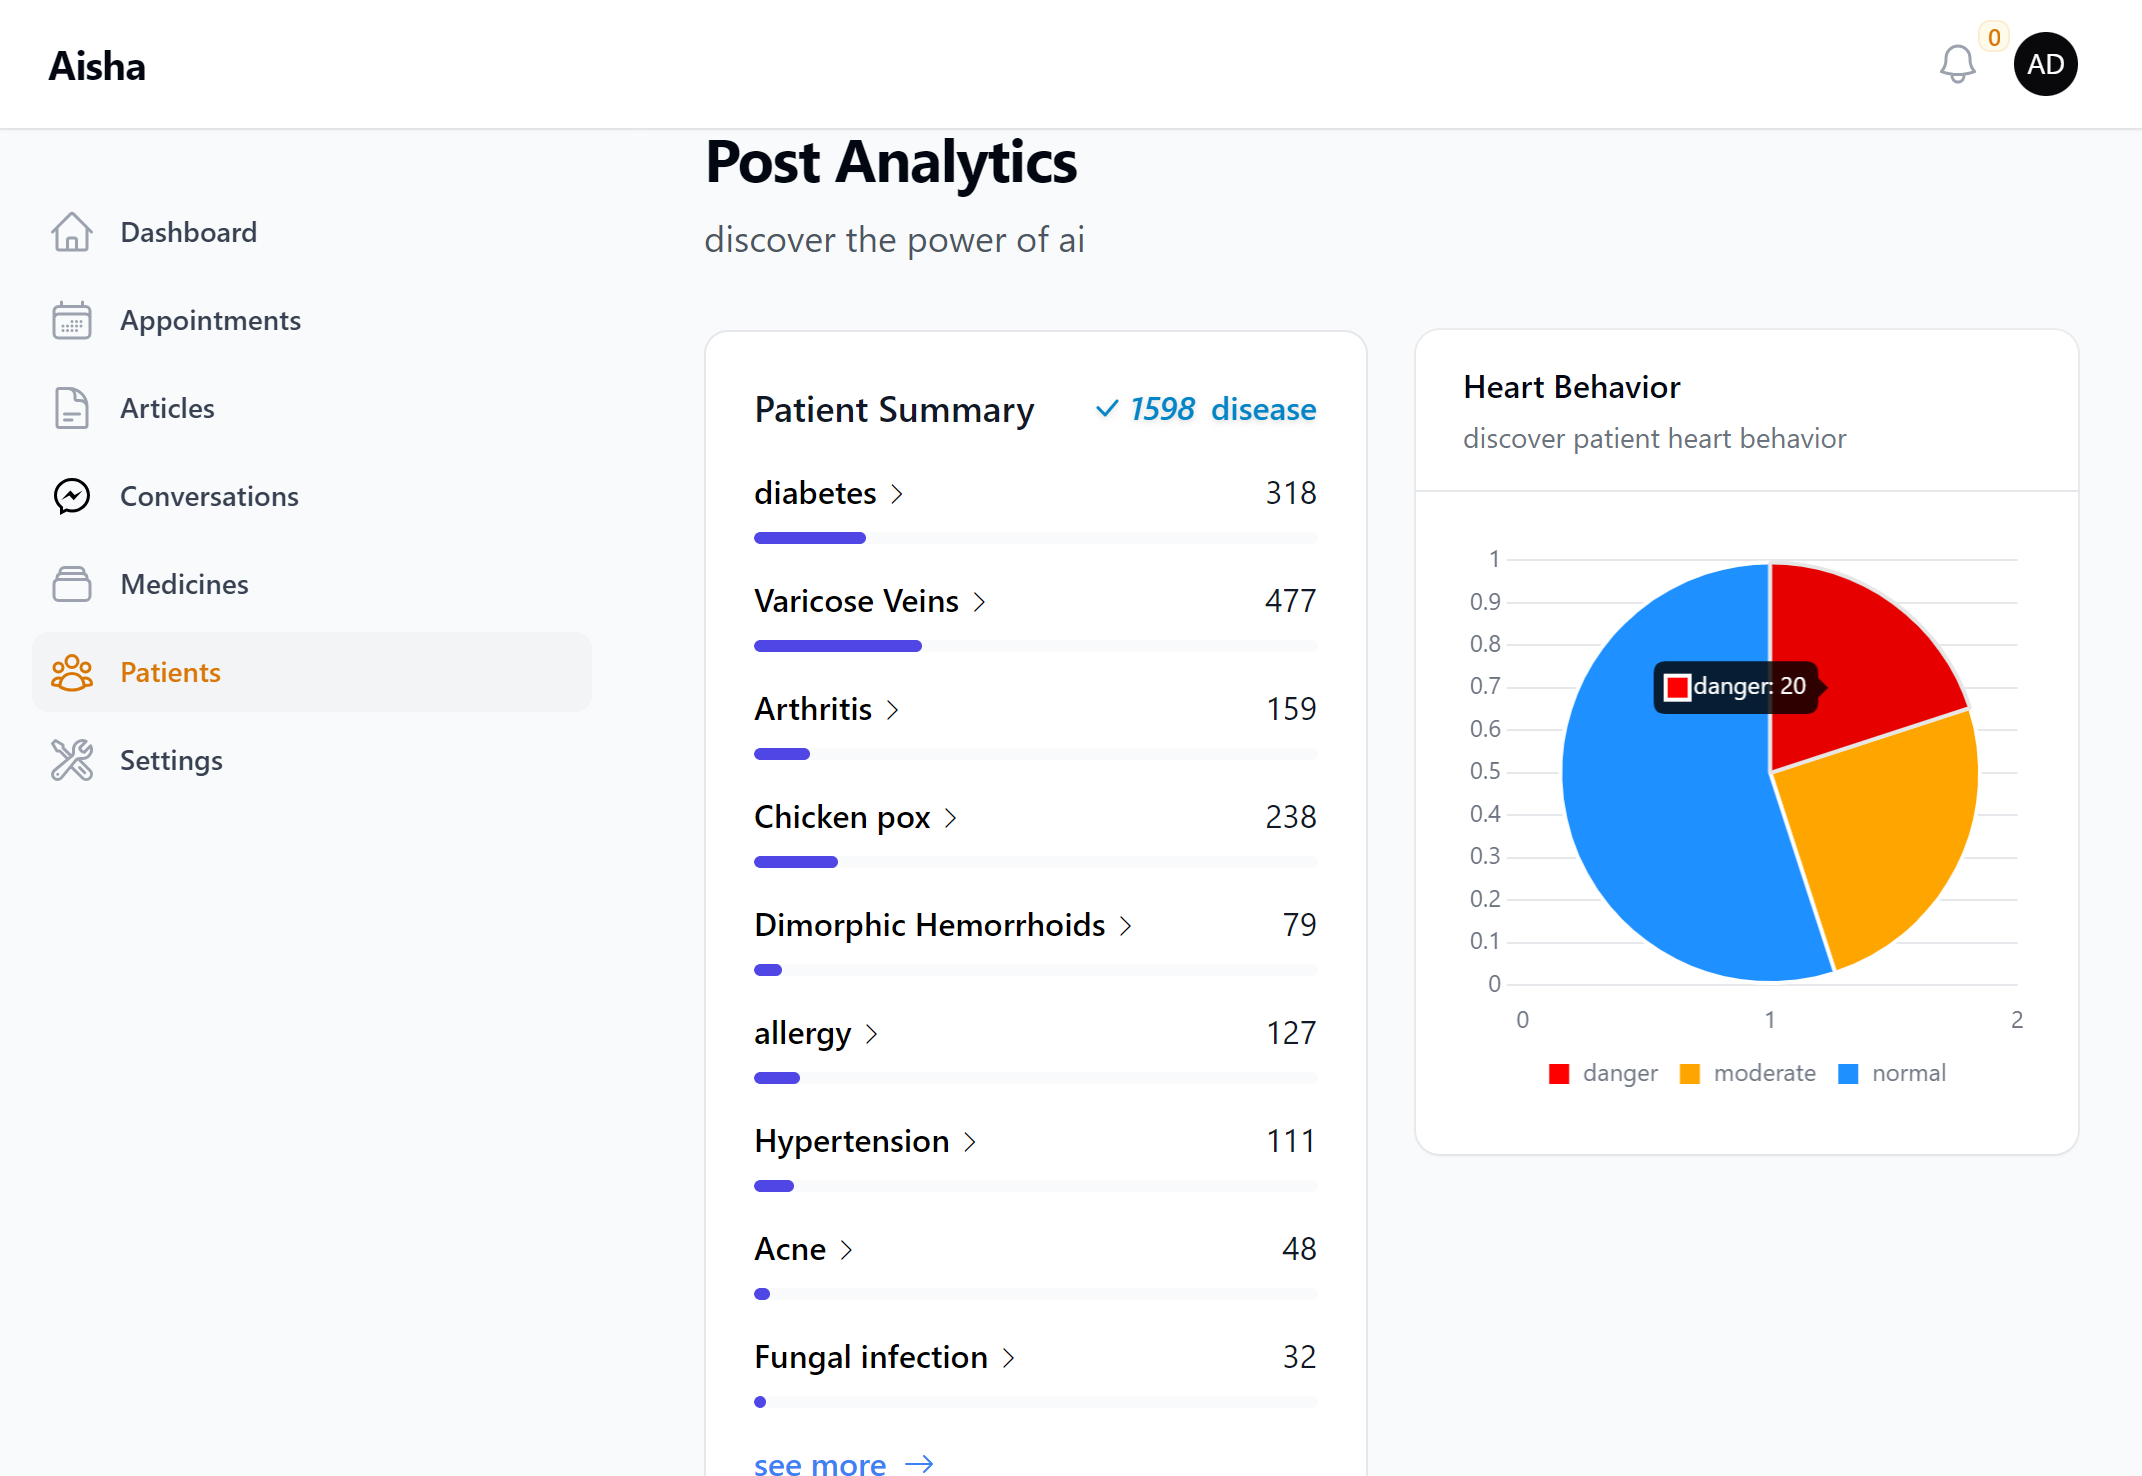 Aisha
0
AD
Dashboard
Appointments
Articles
Conversations
Medicines
Patients
Settings
Post Analytics
discover the power of ai
Patient Summary
1598 disease
diabetes 318
Varicose Veins 477
Arthritis 159
Chicken pox 238
Dimorphic Hemorrhoids 79
allergy 127
Hypertension 111
Acne 48
Fungal infection 32
see more
Heart Behavior
discover patient heart behavior
1
0.9
0.8
0.7
0.6
0.5
0.4
0.3
0.2
0.1
0
danger: 20
0 1 2
danger moderate normal